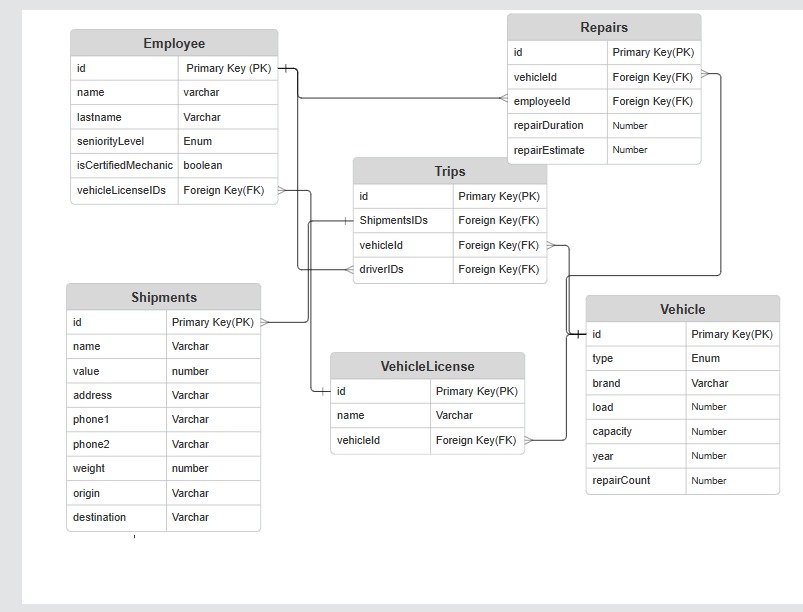 Employee
id Primary Key (PK)
name varchar
lastname Varchar
seniorityLevel Enum
isCertifiedMechanic boolean
vehicleLicenseIDs Foreign Key(FK)
Repairs
id Primary Key(PK)
vehicleId Foreign Key(FK)
employeeId Foreign Key(FK)
repairDuration Number
repairEstimate Number
Trips
id Primary Key(PK)
ShipmentsIDs Foreign Key(FK)
vehicleId Foreign Key(FK)
driverIDs Foreign Key(FK)
Shipments
id Primary Key(PK)
name Varchar
value number
address Varchar
phone1 Varchar
phone2 Varchar
weight number
origin Varchar
destination Varchar
VehicleLicense
id Primary Key(PK)
name Varchar
vehicleId Foreign Key(FK)
Vehicle
id Primary Key(PK)
type Enum
brand Varchar
load Number
capacity Number
year Number
repairCount Number